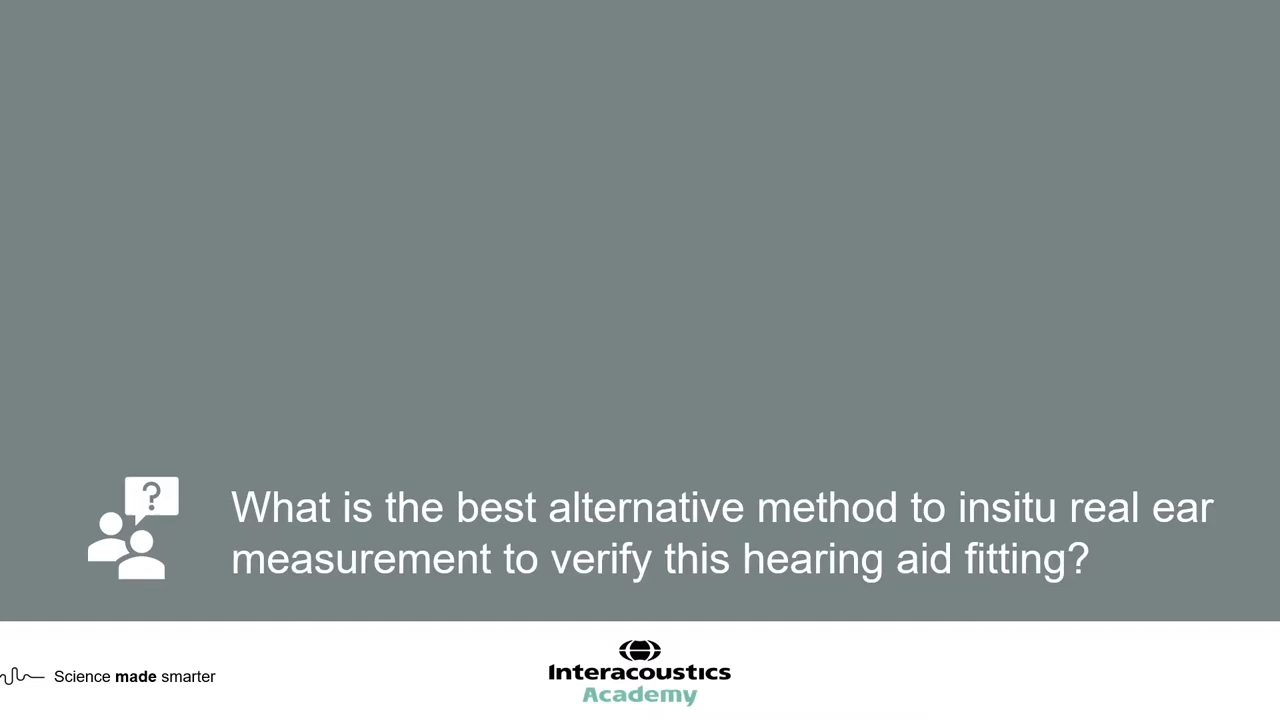 ?
What is the best alternative method to insitu real ear
measurement to verify this hearing aid fitting?
Science made smarter
Interacoustics
Academy